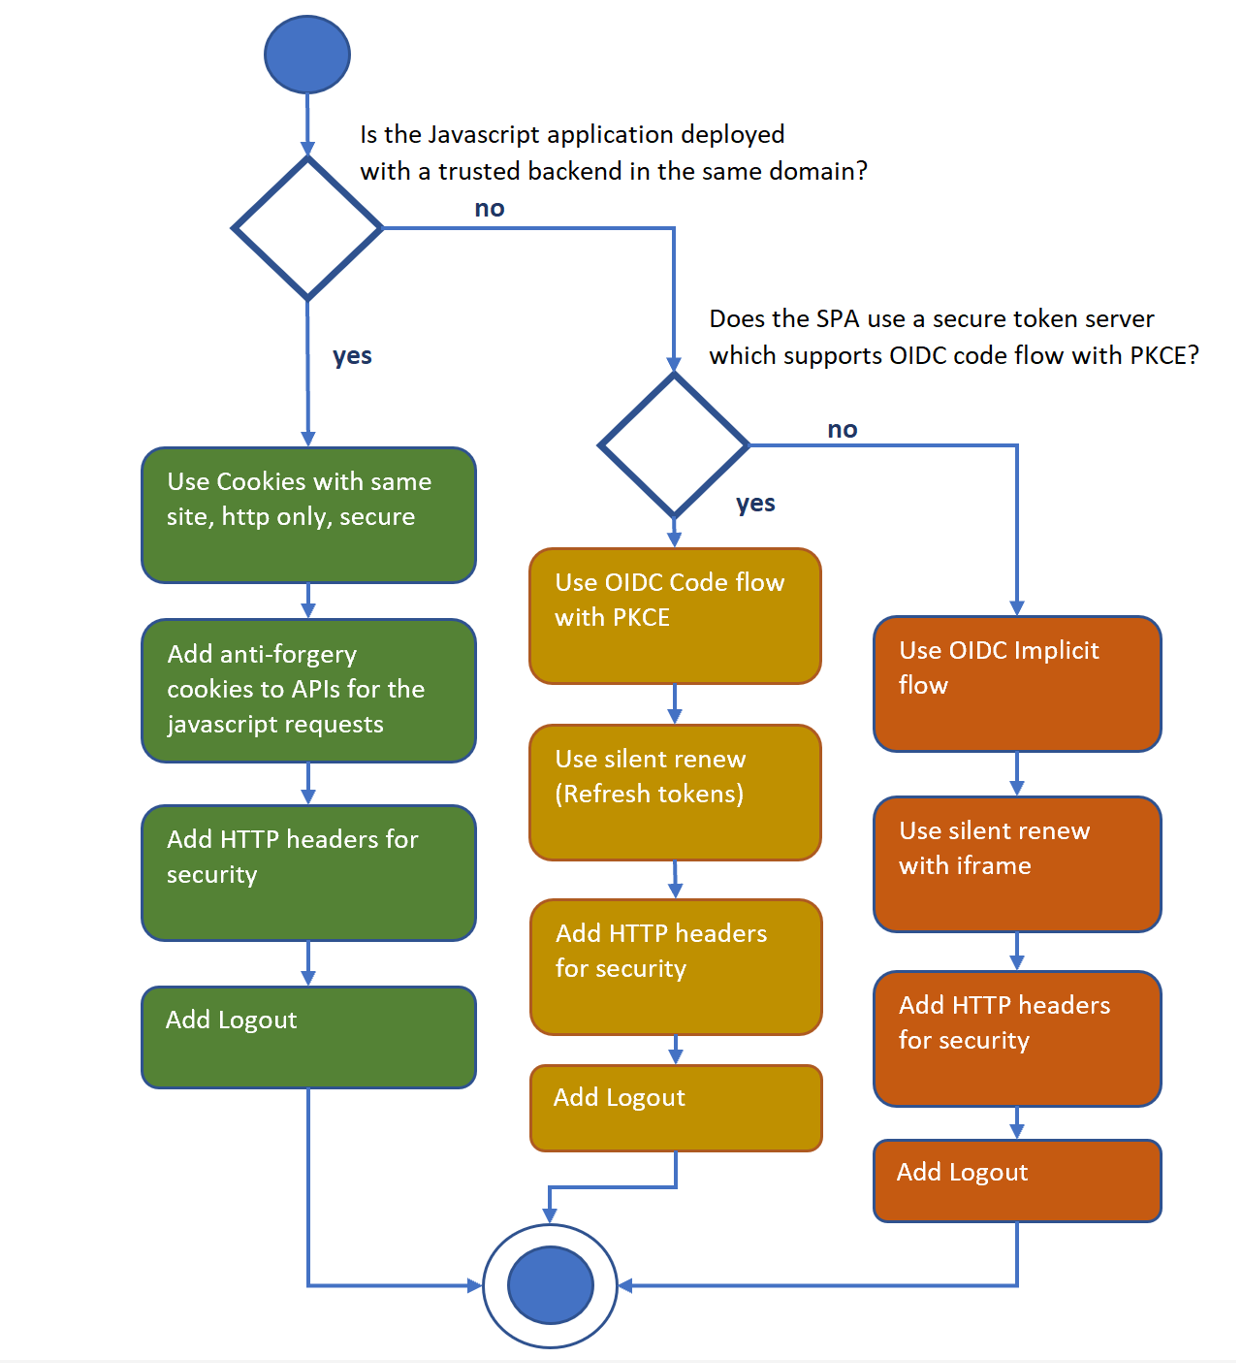 Is the Javascript application deployed
with a trusted backend in the same domain?
no
yes
Does the SPA use a secure token server
which supports OIDC code flow with PKCE?
no
yes
Use Cookies with same
site, http only, secure
Add anti-forgery
cookies to APIs for the
javascript requests
Add HTTP headers for
security
Add Logout
Use OIDC Code flow
with PKCE
Use silent renew
(Refresh tokens)
Add HTTP headers
for security
Add Logout
Use OIDC Implicit
flow
Use silent renew
with iframe
Add HTTP headers
for security
Add Logout